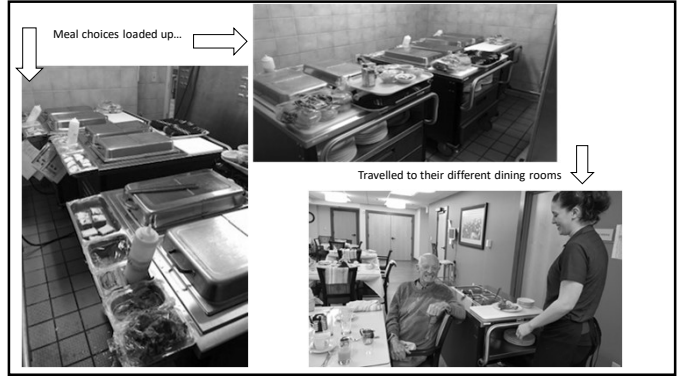 Meal choices loaded up…
Travelled to their different dining rooms